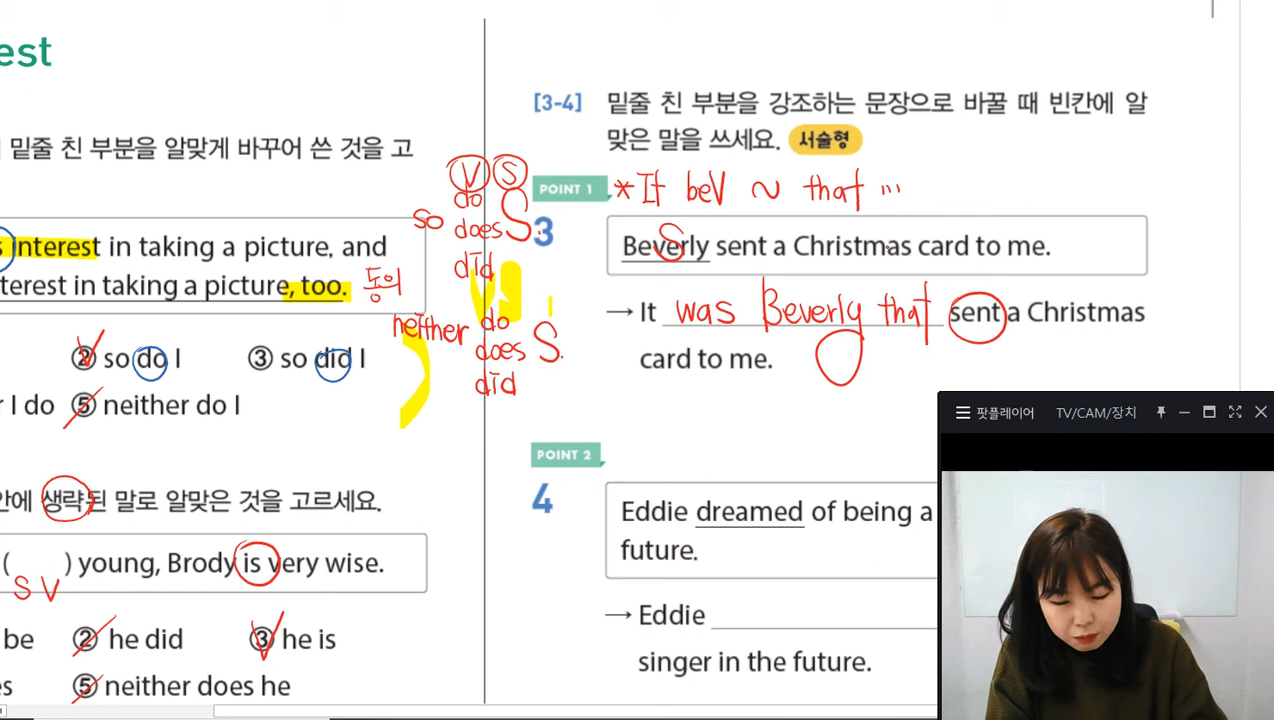 est
밑줄 친 부분을 알맞게 바꾸어 쓴 것을 고
s interest in taking a picture, and
terest in taking a picture, too. 동의
② so do I ③ so did I
r I do ⑤ neither do I
안에 생략된 말로 알맞은 것을 고르세요.
( ) young, Brody is very wise.
S V
be ② he did ③ he is
es ⑤ neither does he
V S
do
so does S.
did
neither do
does S.
did
[3-4] 밑줄 친 부분을 강조하는 문장으로 바꿀 때 빈칸에 알
맞은 말을 쓰세요. 서술형
POINT 1 *It beV ~ that ...
3 Beverly sent a Christmas card to me.
S
→ It was Beverly that sent a Christmas
card to me.
POINT 2
4 Eddie dreamed of being a
future.
→ Eddie
singer in the future.
팟플레이어 TV/CAM/장치